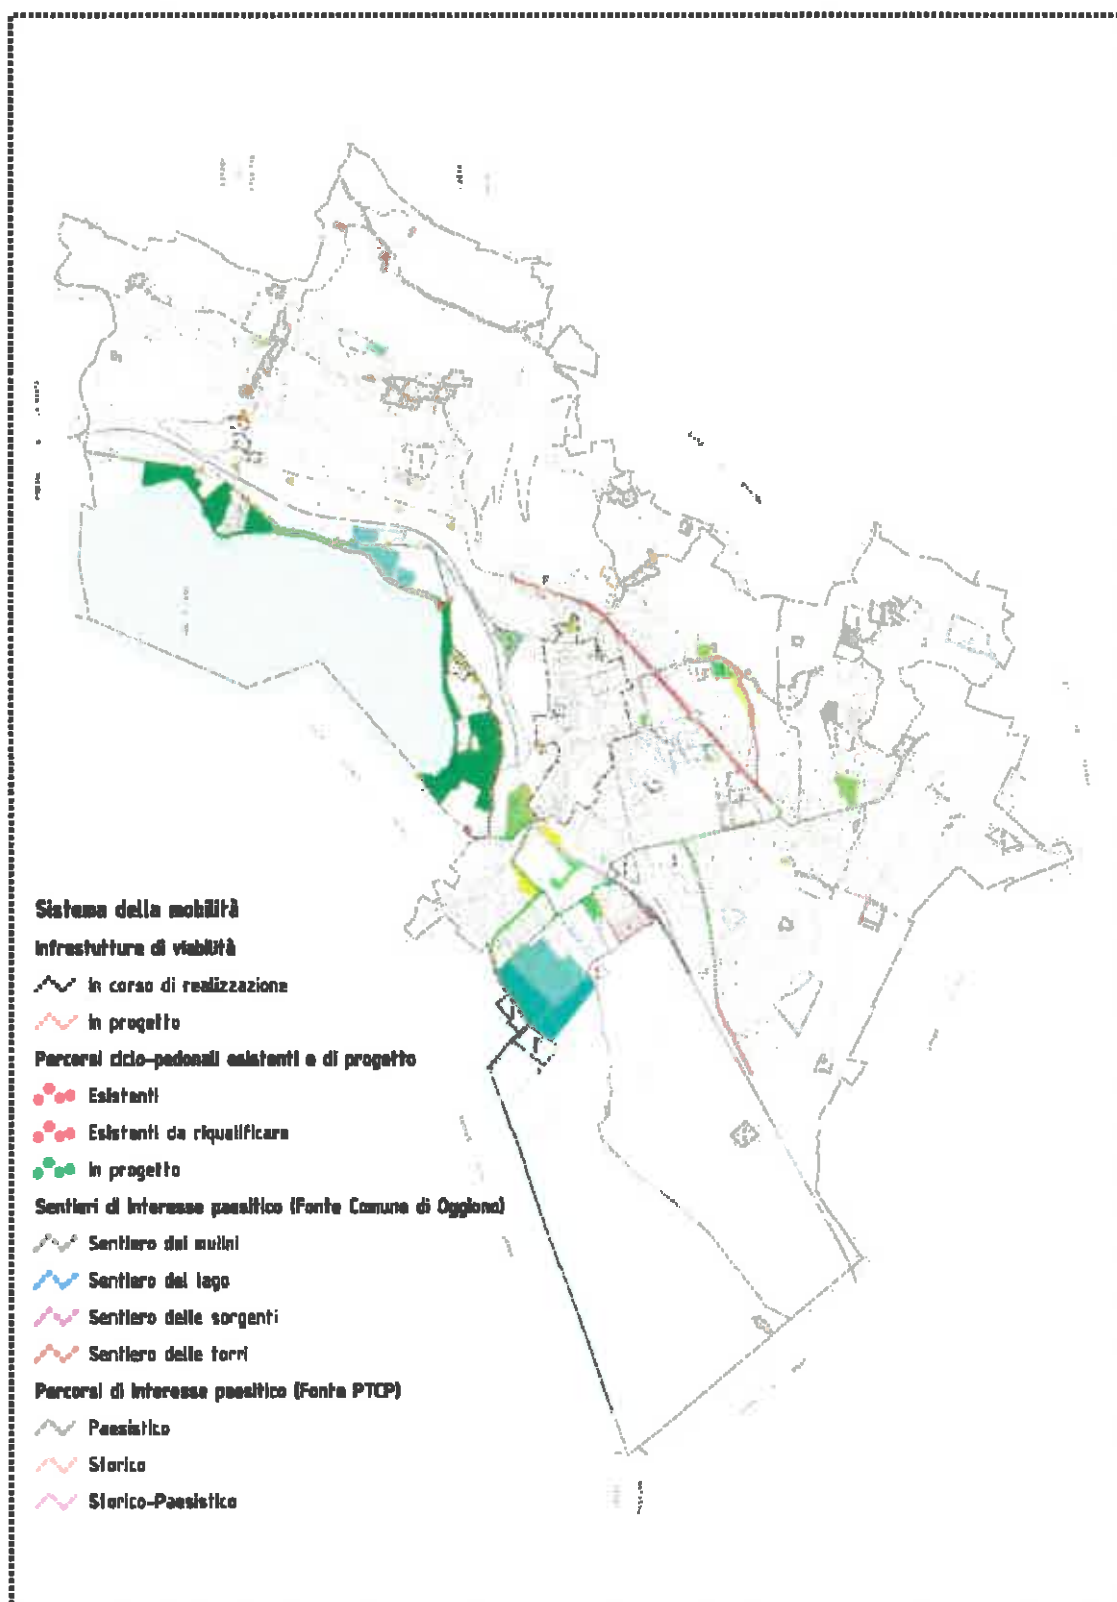 Sistema della mobilità
Infrastutture di viabilità
In corso di realizzazione
In progetto
Percorsi ciclo-pedonali esistenti e di progetto
Esistenti
Esistenti da riqualificare
In progetto
Sentieri di interesse paesitico (Fonte Comune di Oggiono)
Sentiero dei mulini
Sentiero del lago
Sentiero delle sorgenti
Sentiero delle torri
Percorsi di interesse paesitico (Fonte PTCP)
Paesistico
Storico
Storico-Paesistico